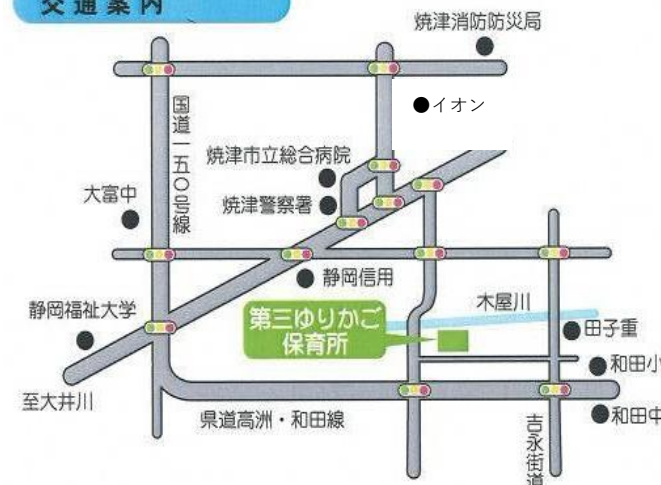 交通案内
焼津消防防災局
●イオン
国道一五〇号線
焼津市立総合病院
大富中
焼津警察署
静岡信用
静岡福祉大学
第三ゆりかご
保育所
木屋川
田子重
和田小
至大井川
県道高洲・和田線
和田中
吉永街道